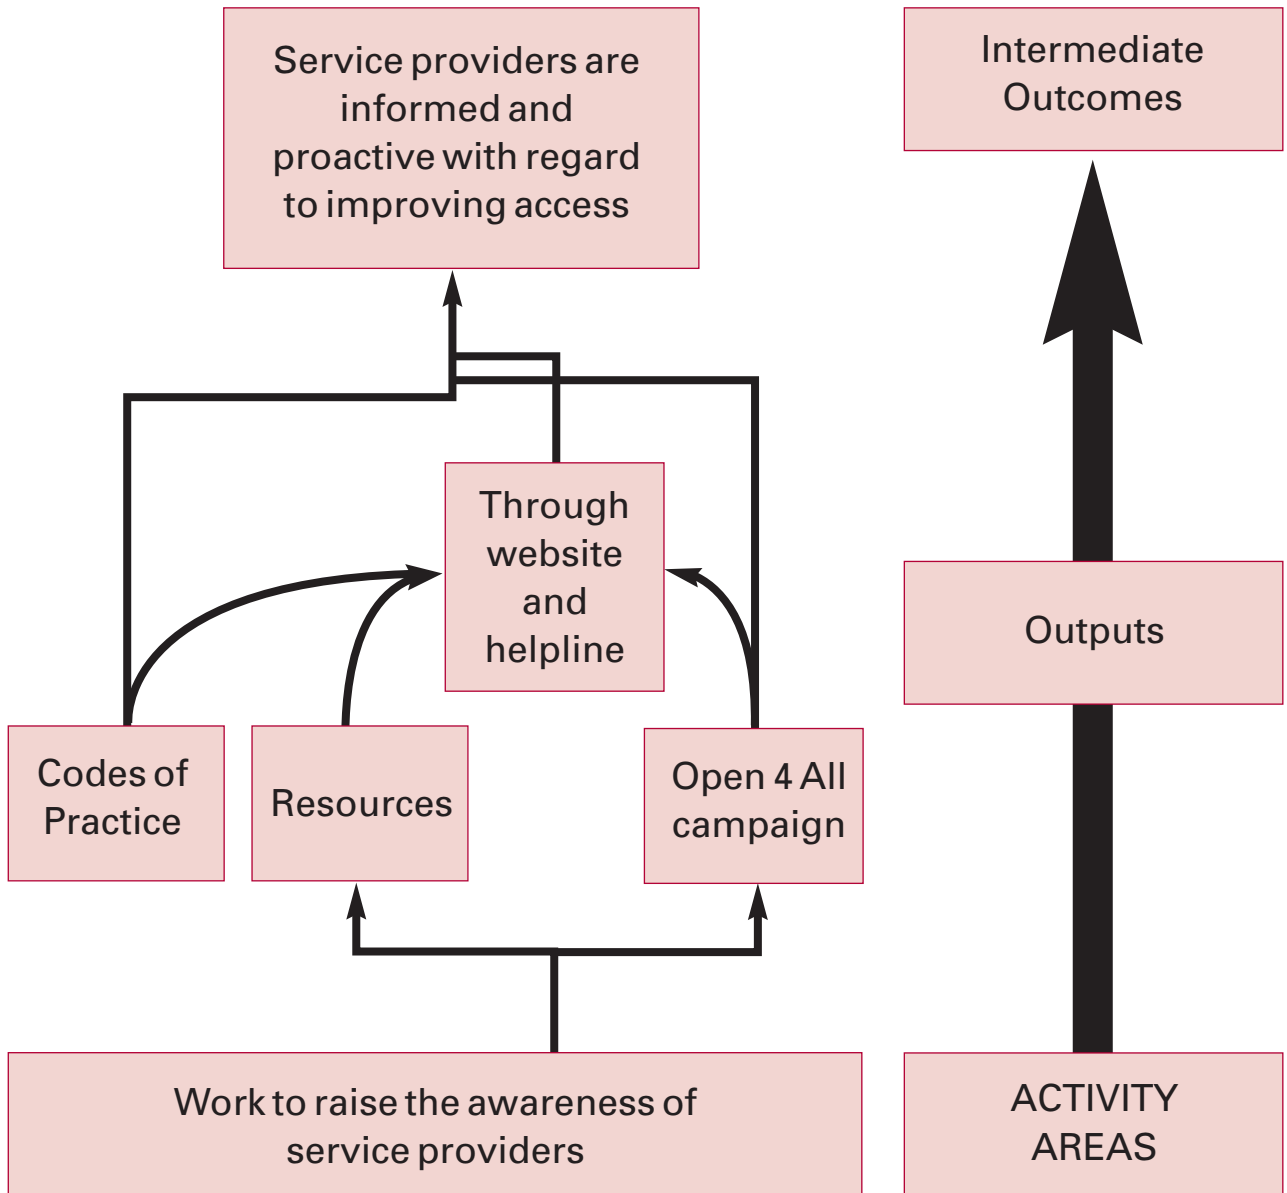 Service providers are
informed and
proactive with regard
to improving access
Intermediate
Outcomes
Through
website
and
helpline
Outputs
Codes of
Practice
Resources
Open 4 All
campaign
Work to raise the awareness of
service providers
ACTIVITY
AREAS